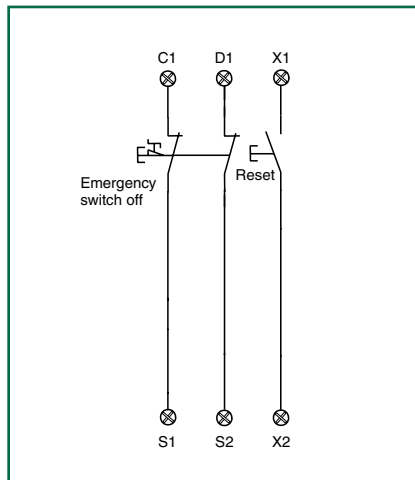 C1 D1 X1
Emergency
switch off
Reset
S1 S2 X2